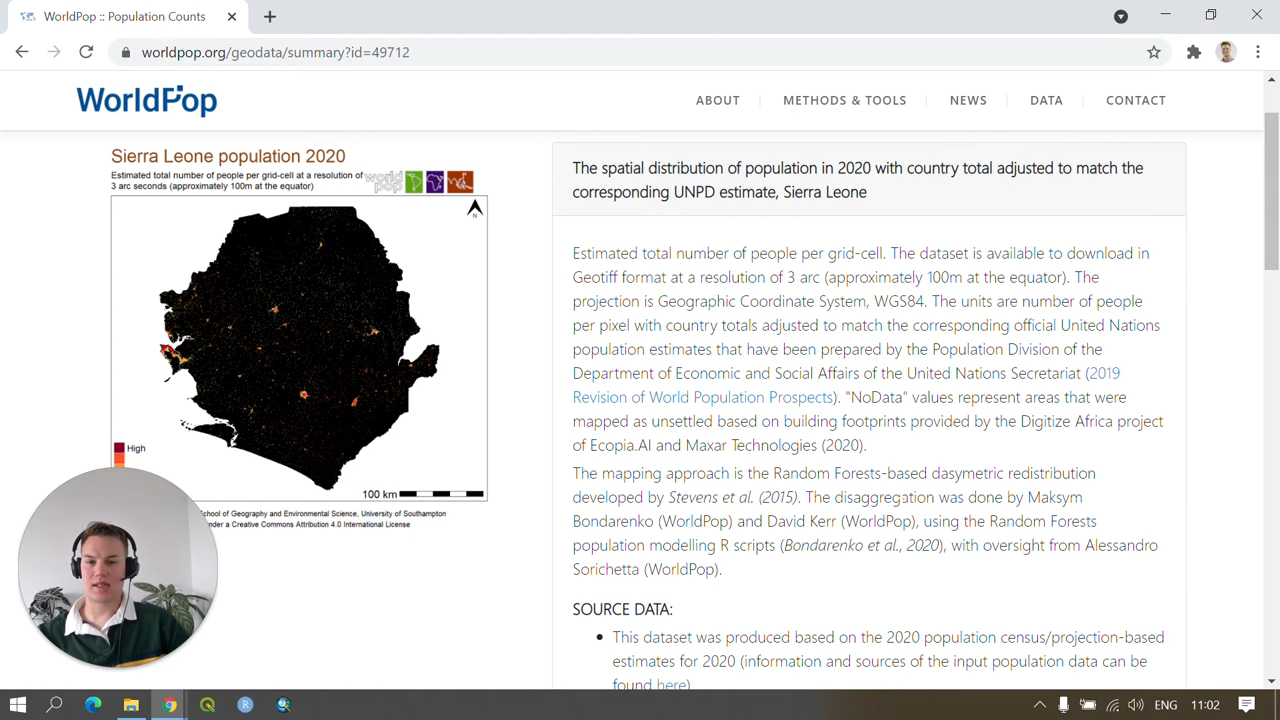 WorldPop :: Population Counts
worldpop.org/geodata/summary?id=49712
WorldPop
ABOUT
METHODS & TOOLS
NEWS
DATA
CONTACT
Sierra Leone population 2020
Estimated total number of people per grid-cell at a resolution of
3 arc seconds (approximately 100m at the equator)
world
pop
N
High
100 km
School of Geography and Environmental Science, University of Southampton
under a Creative Commons Attribution 4.0 International License
The spatial distribution of population in 2020 with country total adjusted to match the
corresponding UNPD estimate, Sierra Leone
Estimated total number of people per grid-cell. The dataset is available to download in
Geotiff format at a resolution of 3 arc (approximately 100m at the equator). The
projection is Geographic Coordinate System, WGS84. The units are number of people
per pixel with country totals adjusted to match the corresponding official United Nations
population estimates that have been prepared by the Population Division of the
Department of Economic and Social Affairs of the United Nations Secretariat (2019
Revision of World Population Prospects). "NoData" values represent areas that were
mapped as unsettled based on building footprints provided by the Digitize Africa project
of Ecopia.AI and Maxar Technologies (2020).
The mapping approach is the Random Forests-based dasymetric redistribution
developed by Stevens et al. (2015). The disaggregation was done by Maksym
Bondarenko (WorldPop) and David Kerr (WorldPop), using the Random Forests
population modelling R scripts (Bondarenko et al., 2020), with oversight from Alessandro
Sorichetta (WorldPop).
SOURCE DATA:
This dataset was produced based on the 2020 population census/projection-based
estimates for 2020 (information and sources of the input population data can be
found here).
ENG
11:02